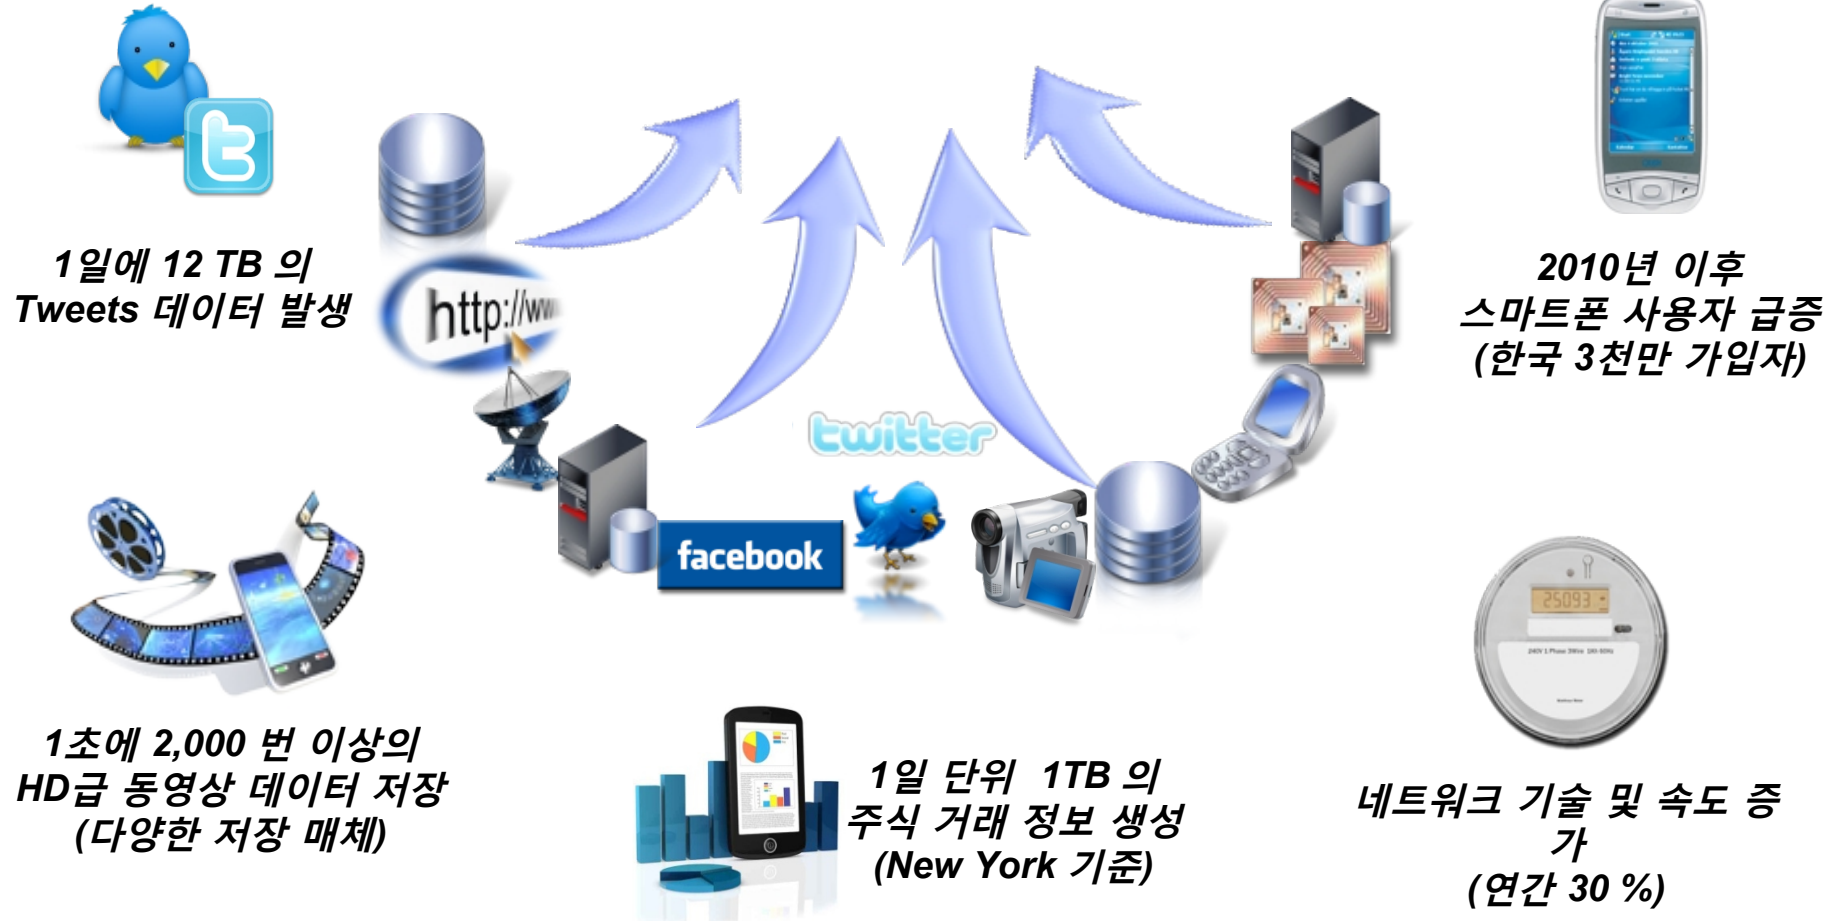 1일에 12 TB 의
Tweets 데이터 발생
http://ww
twitter
facebook
2010년 이후
스마트폰 사용자 급증
(한국 3천만 가입자)
1초에 2,000 번 이상의
HD급 동영상 데이터 저장
(다양한 저장 매체)
1일 단위 1TB 의
주식 거래 정보 생성
(New York 기준)
25093
네트워크 기술 및 속도 증
가
(연간 30 %)